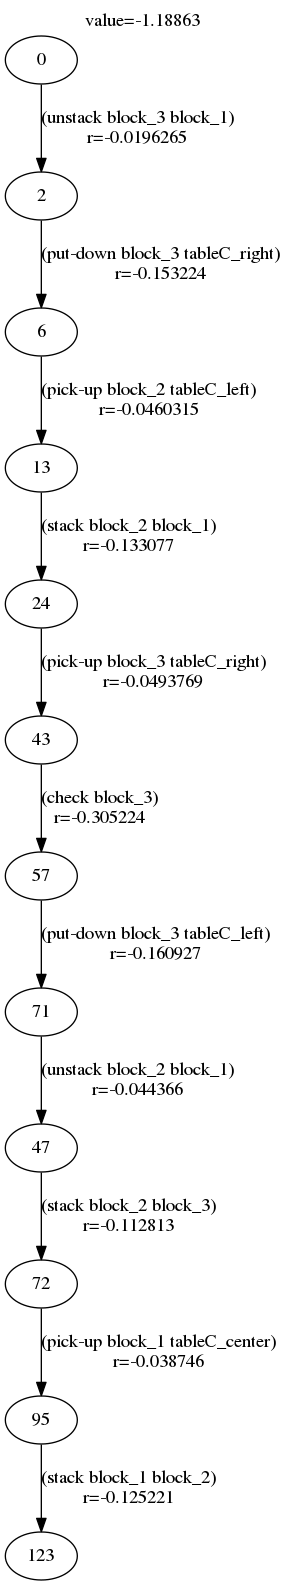 value=-1.18863
0
(unstack block_3 block_1)
r=-0.0196265
2
(put-down block_3 tableC_right)
r=-0.153224
6
(pick-up block_2 tableC_left)
r=-0.0460315
13
(stack block_2 block_1)
r=-0.133077
24
(pick-up block_3 tableC_right)
r=-0.0493769
43
(check block_3)
r=-0.305224
57
(put-down block_3 tableC_left)
r=-0.160927
71
(unstack block_2 block_1)
r=-0.044366
47
(stack block_2 block_3)
r=-0.112813
72
(pick-up block_1 tableC_center)
r=-0.038746
95
(stack block_1 block_2)
r=-0.125221
123